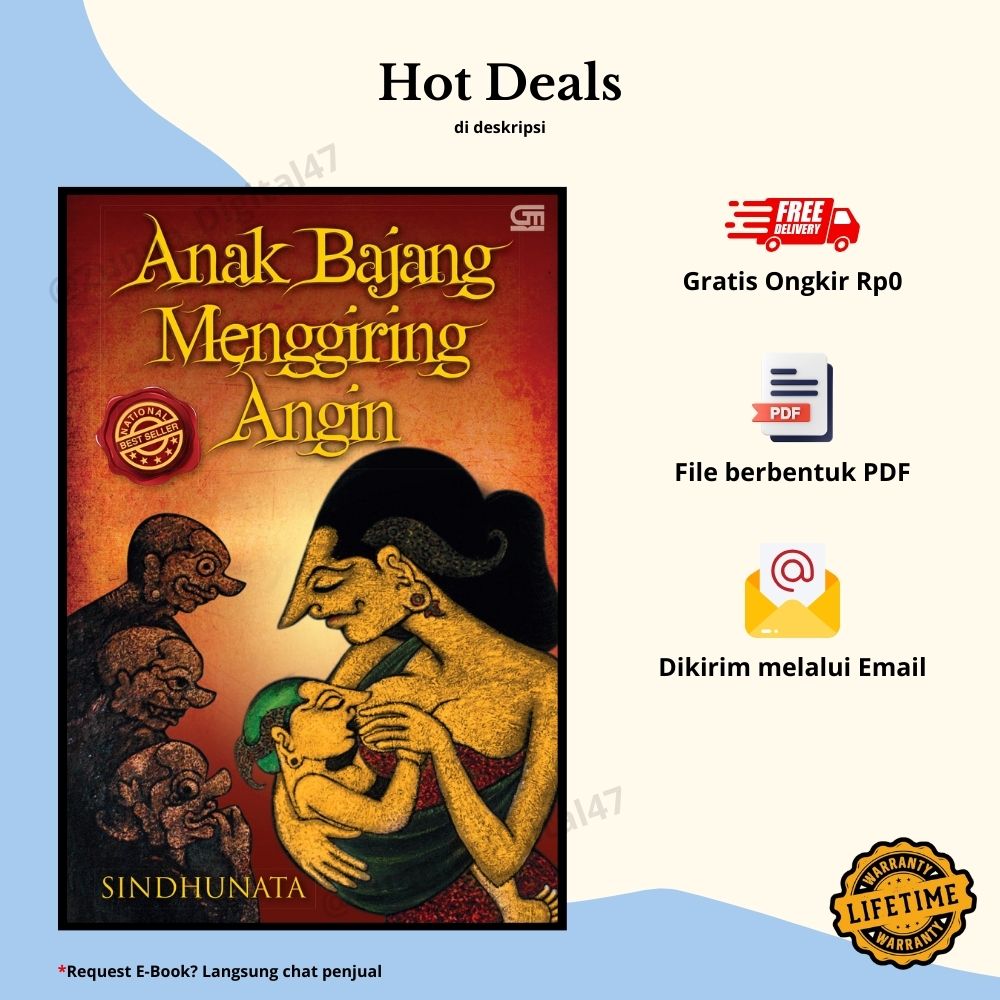 Hot Deals
di deskripsi
Anak Bajang
Menggiring
Angin
NATIONAL
BEST SELLER
SINDHUNATA
FREE
DELIVERY
Gratis Ongkir Rp0
PDF
File berbentuk PDF
@
Dikirim melalui Email
WARRANTY
LIFETIME
WARRANTY
*Request E-Book? Langsung chat penjual